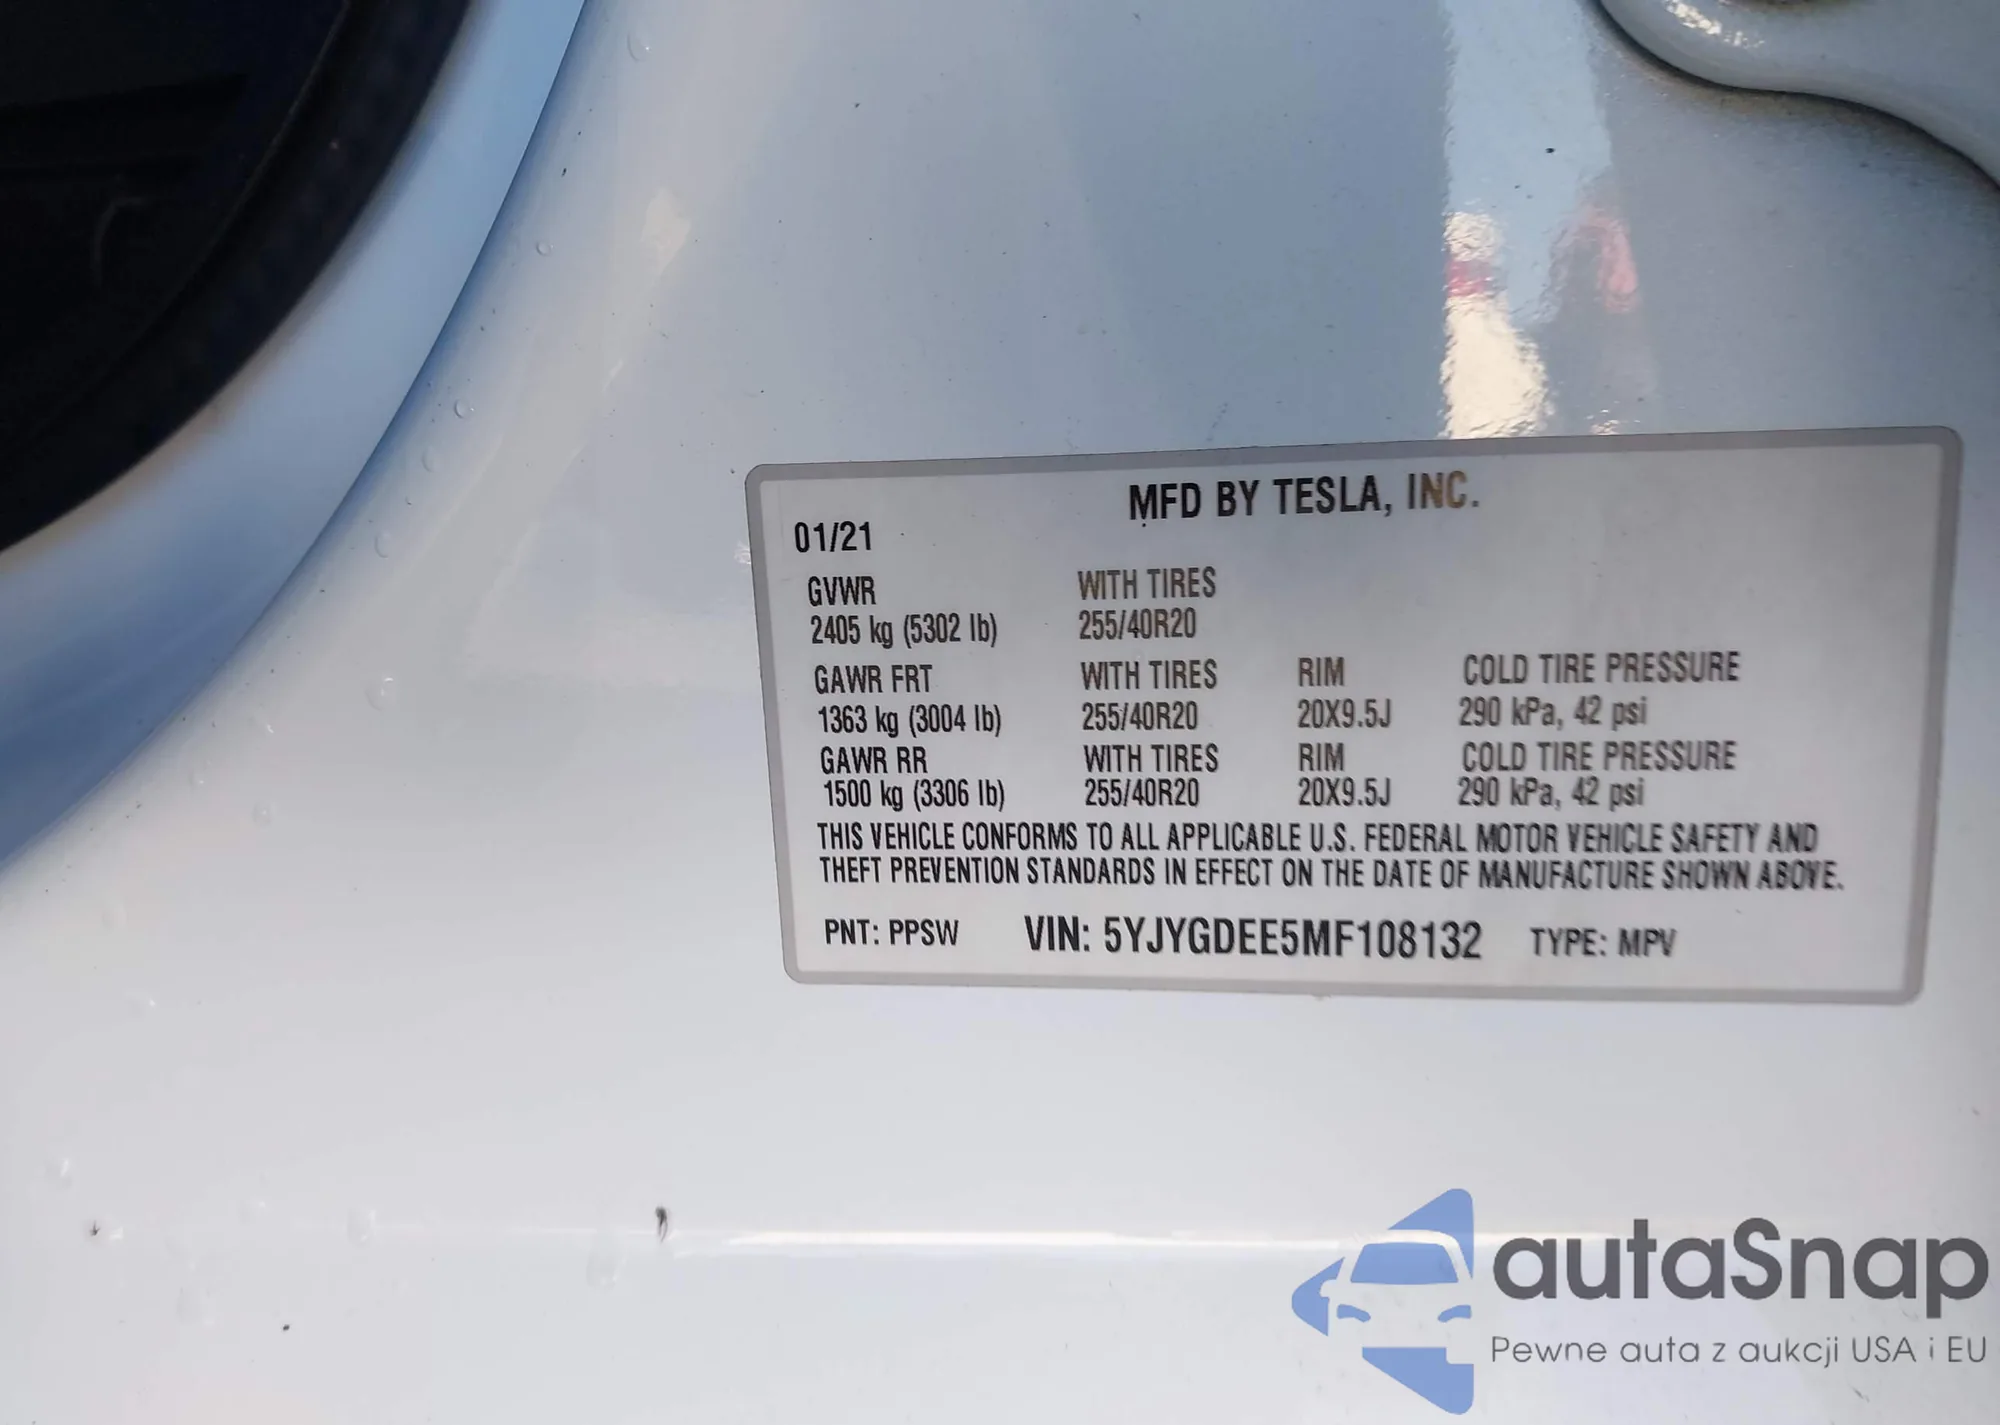 MFD BY TESLA, INC.
01/21
GVWR WITH TIRES
2405 kg (5302 lb) 255/40R20
GAWR FRT WITH TIRES RIM COLD TIRE PRESSURE
1363 kg (3004 lb) 255/40R20 20X9.5J 290 kPa, 42 psi
GAWR RR WITH TIRES RIM COLD TIRE PRESSURE
1500 kg (3306 lb) 255/40R20 20X9.5J 290 kPa, 42 psi
THIS VEHICLE CONFORMS TO ALL APPLICABLE U.S. FEDERAL MOTOR VEHICLE SAFETY AND
THEFT PREVENTION STANDARDS IN EFFECT ON THE DATE OF MANUFACTURE SHOWN ABOVE.
PNT: PPSW VIN: 5YJYGDEE5MF108132 TYPE: MPV
autaSnap
Pewne auta z aukcji USA i EU